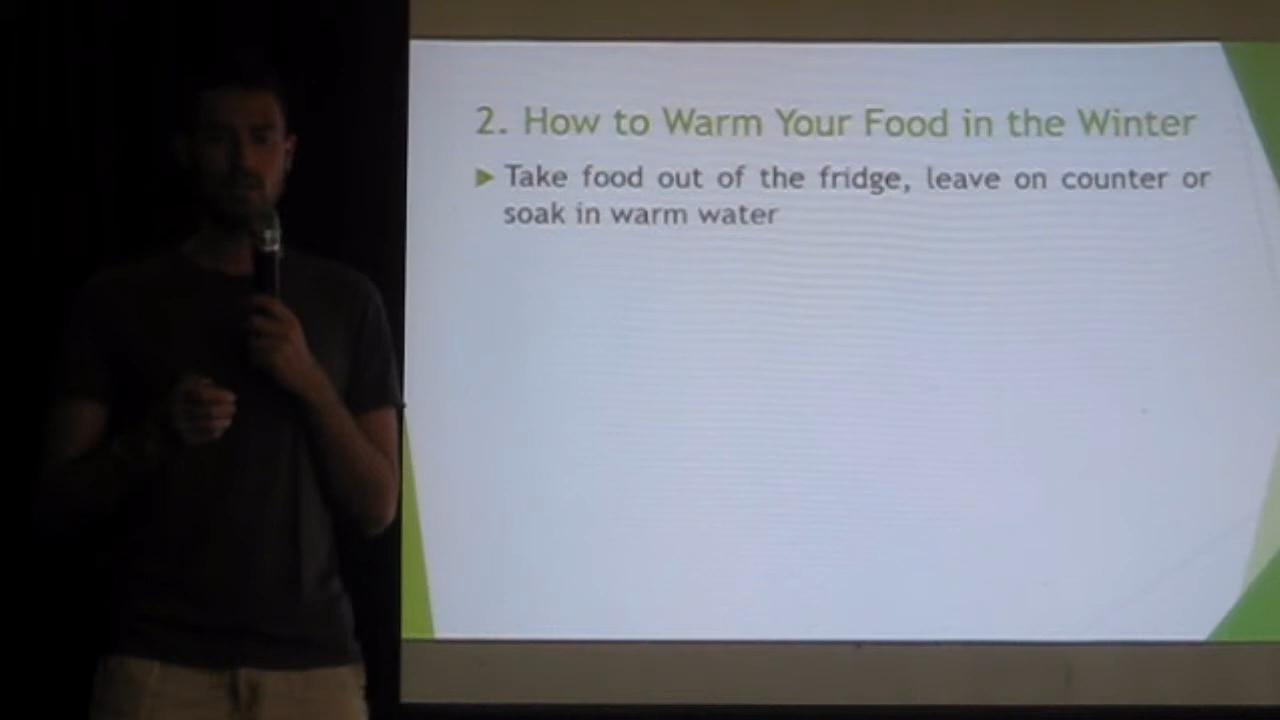 2. How to Warm Your Food in the Winter
Take food out of the fridge, leave on counter or
soak in warm water